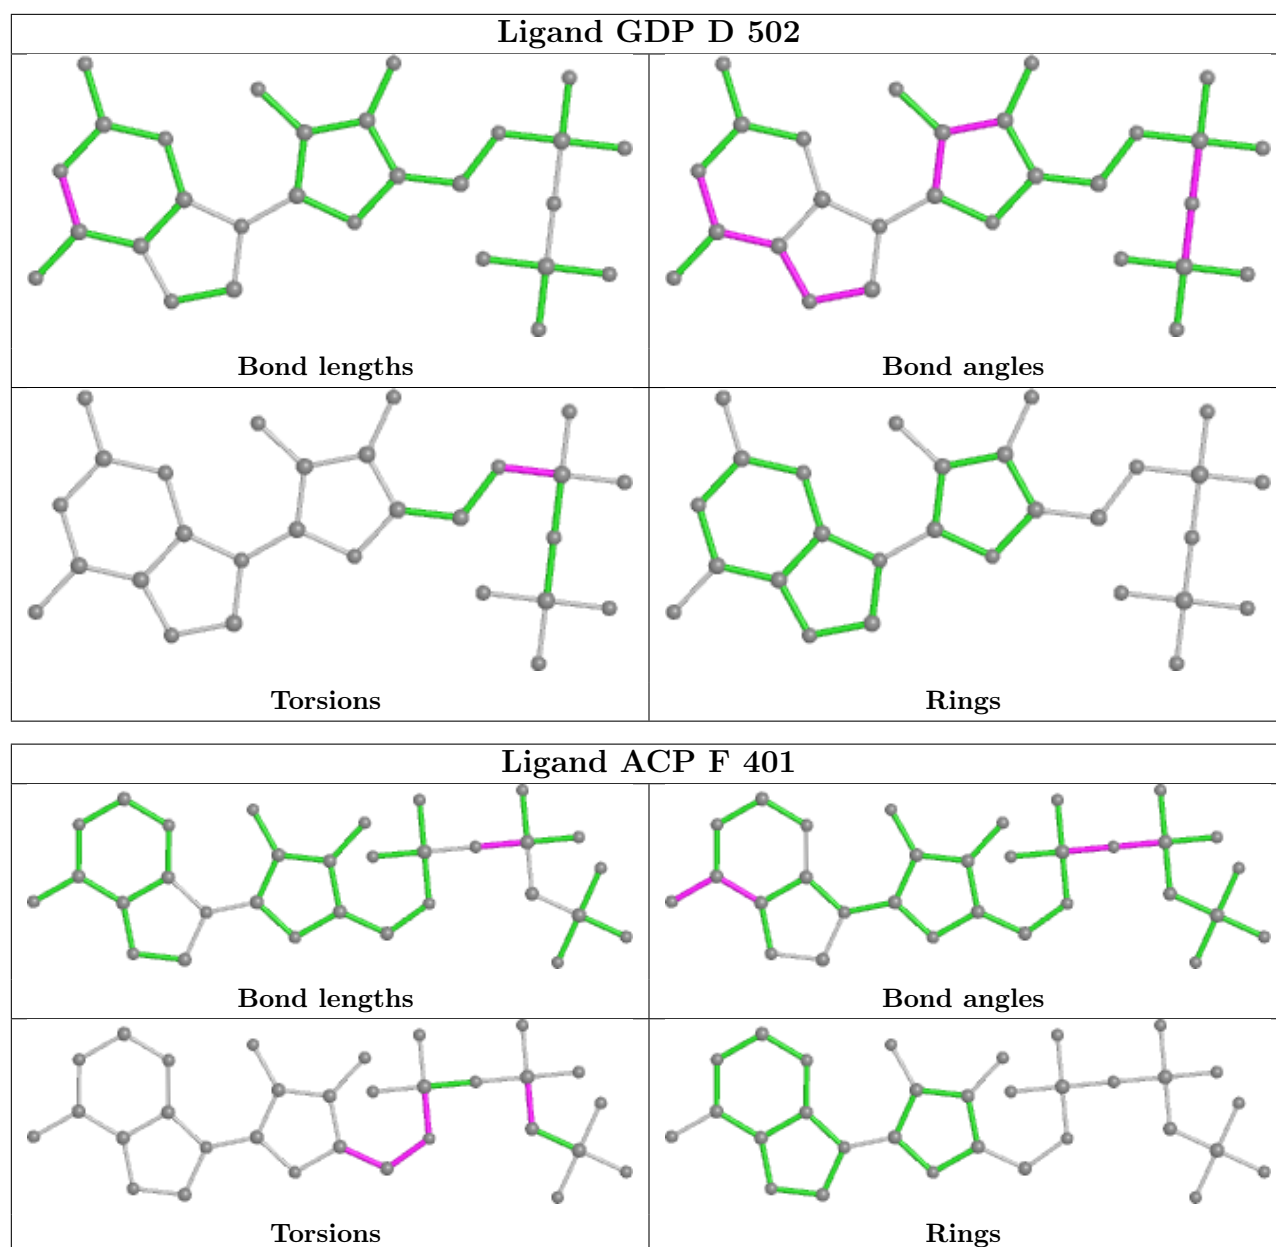 Ligand GDP D 502
Bond lengths
Bond angles
Torsions
Rings
Ligand ACP F 401
Bond lengths
Bond angles
Torsions
Rings